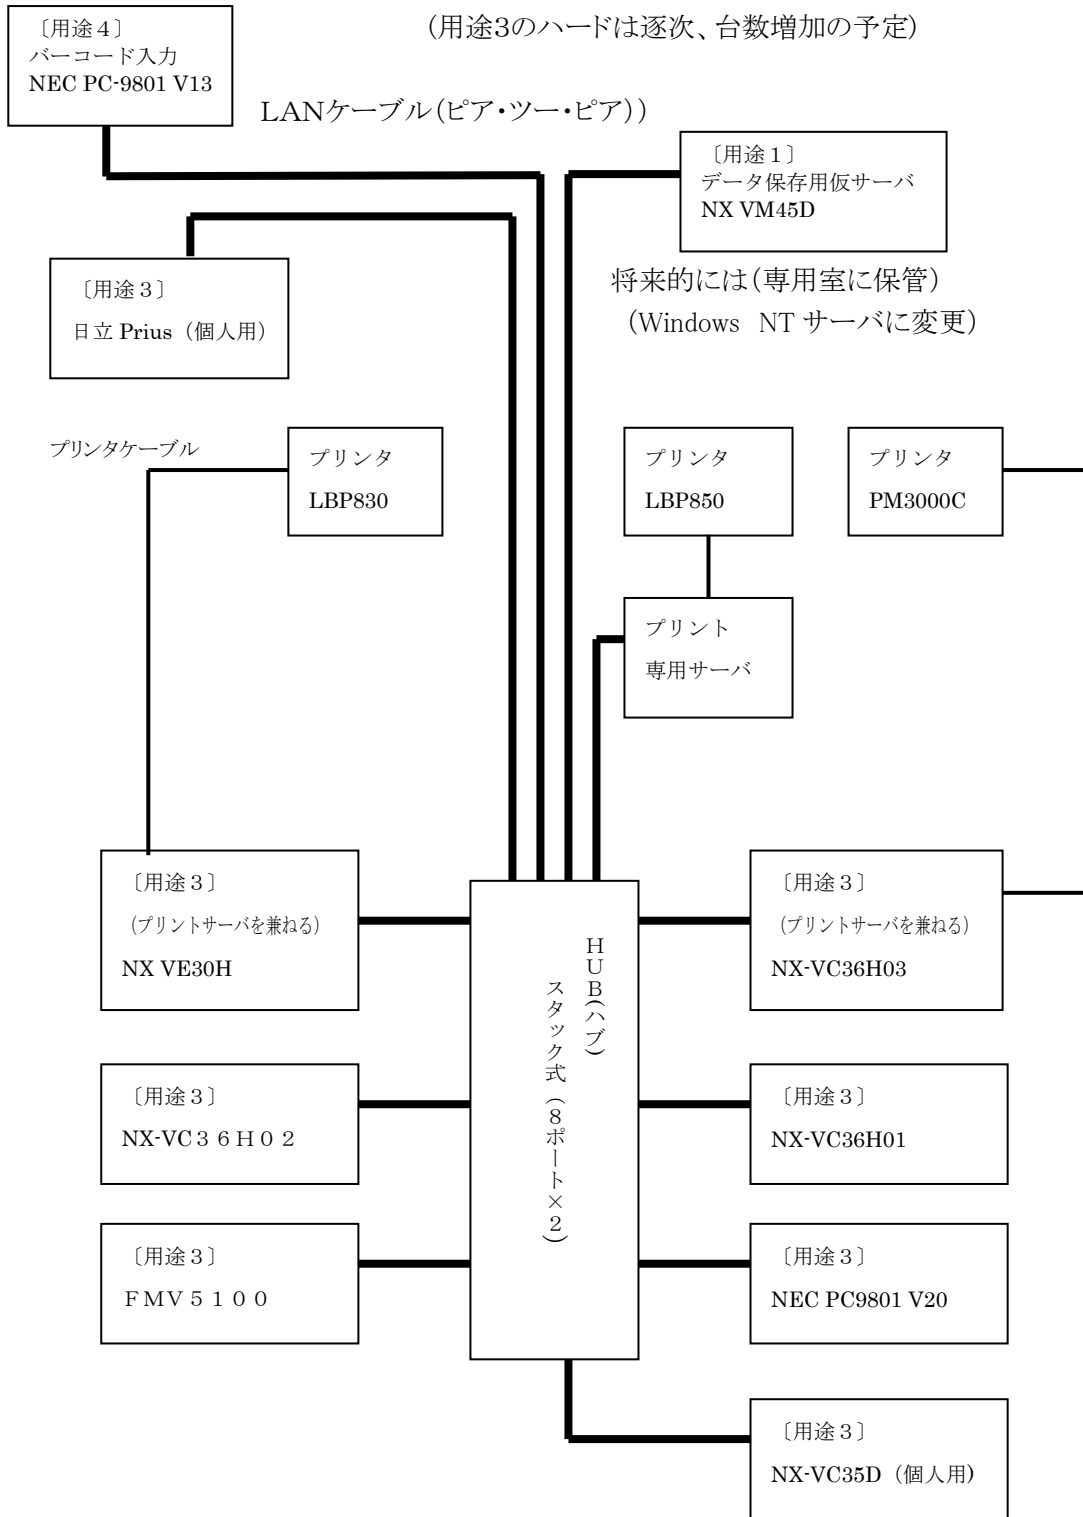 (用途3のハードは逐次、台数増加の予定)
〔用途４〕
バーコード入力
NEC PC-9801 V13
LANケーブル(ピア・ツー・ピア))
〔用途１〕
データ保存用仮サーバ
NX VM45D
将来的には(専用室に保管)
(Windows NT サーバに変更)
〔用途３〕
日立 Prius（個人用）
プリンタケーブル
プリンタ
LBP830
プリンタ
LBP850
プリンタ
PM3000C
プリント
専用サーバ
〔用途３〕
(プリントサーバを兼ねる)
NX VE30H
HUB(ハブ)
スタック式（８ポート×２）
〔用途３〕
(プリントサーバを兼ねる)
NX-VC36H03
〔用途３〕
NX-VC３６Ｈ０２
〔用途３〕
NX-VC36H01
〔用途３〕
ＦＭＶ５１００
〔用途３〕
NEC PC9801 V20
〔用途３〕
NX-VC35D（個人用)